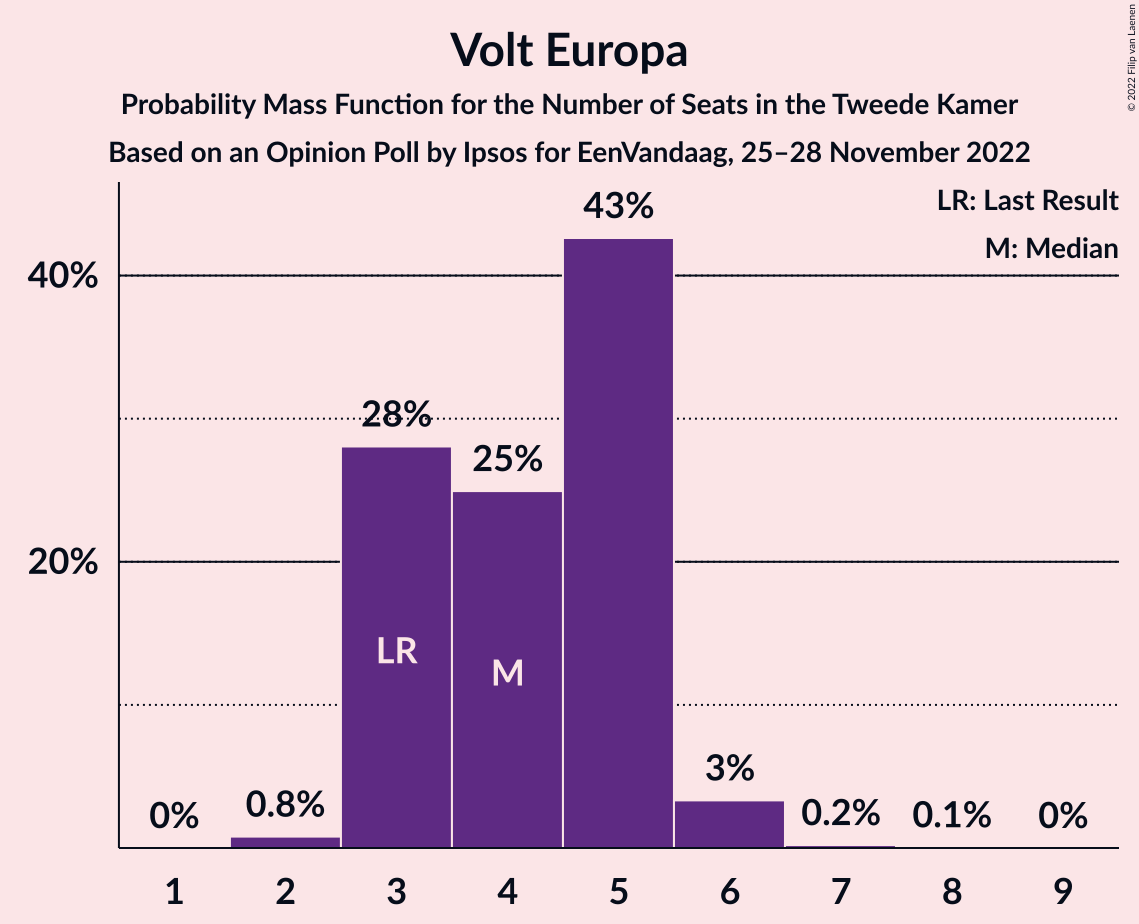 Volt Europa
Probability Mass Function for the Number of Seats in the Tweede Kamer
Based on an Opinion Poll by Ipsos for EenVandaag, 25–28 November 2022
© 2022 Filip van Laenen
LR: Last Result
M: Median
43%
40%
28%
25%
20%
LR
M
3%
0%
0.8%
0.2%
0.1%
0%
1 2 3 4 5 6 7 8 9